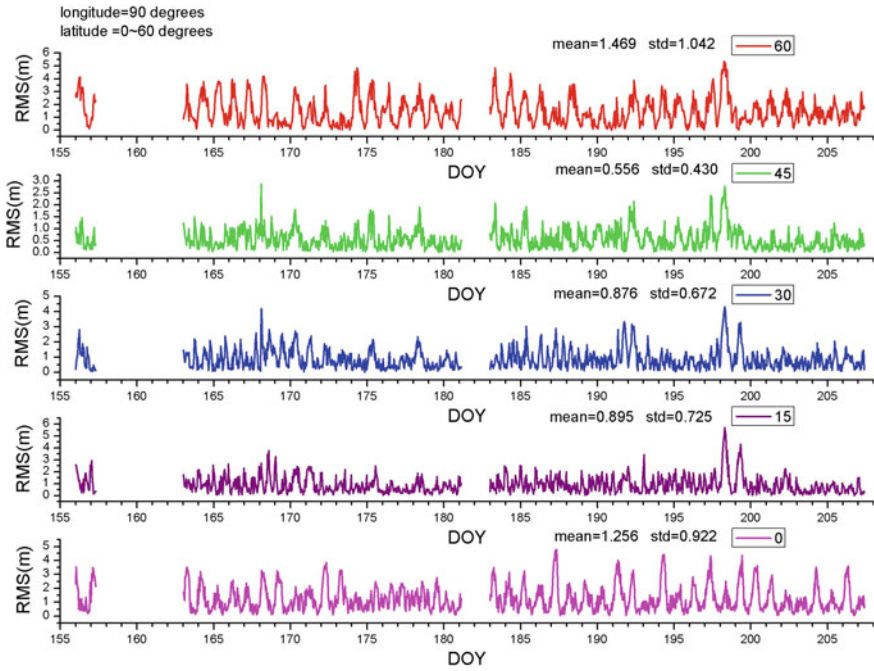 longitude=90 degrees
latitude =0~60 degrees
mean=1.469 std=1.042 60
RMS(m)
6
5
4
3
2
1
0
155 160 165 170 175 180 185 190 195 200 205
DOY
mean=0.556 std=0.430 45
RMS(m)
3.0
2.5
2.0
1.5
1.0
0.5
0.0
155 160 165 170 175 180 185 190 195 200 205
DOY
mean=0.876 std=0.672 30
RMS(m)
5
4
3
2
1
0
155 160 165 170 175 180 185 190 195 200 205
DOY
mean=0.895 std=0.725 15
RMS(m)
6
5
4
3
2
1
0
155 160 165 170 175 180 185 190 195 200 205
DOY
mean=1.256 std=0.922 0
RMS(m)
5
4
3
2
1
0
155 160 165 170 175 180 185 190 195 200 205
DOY